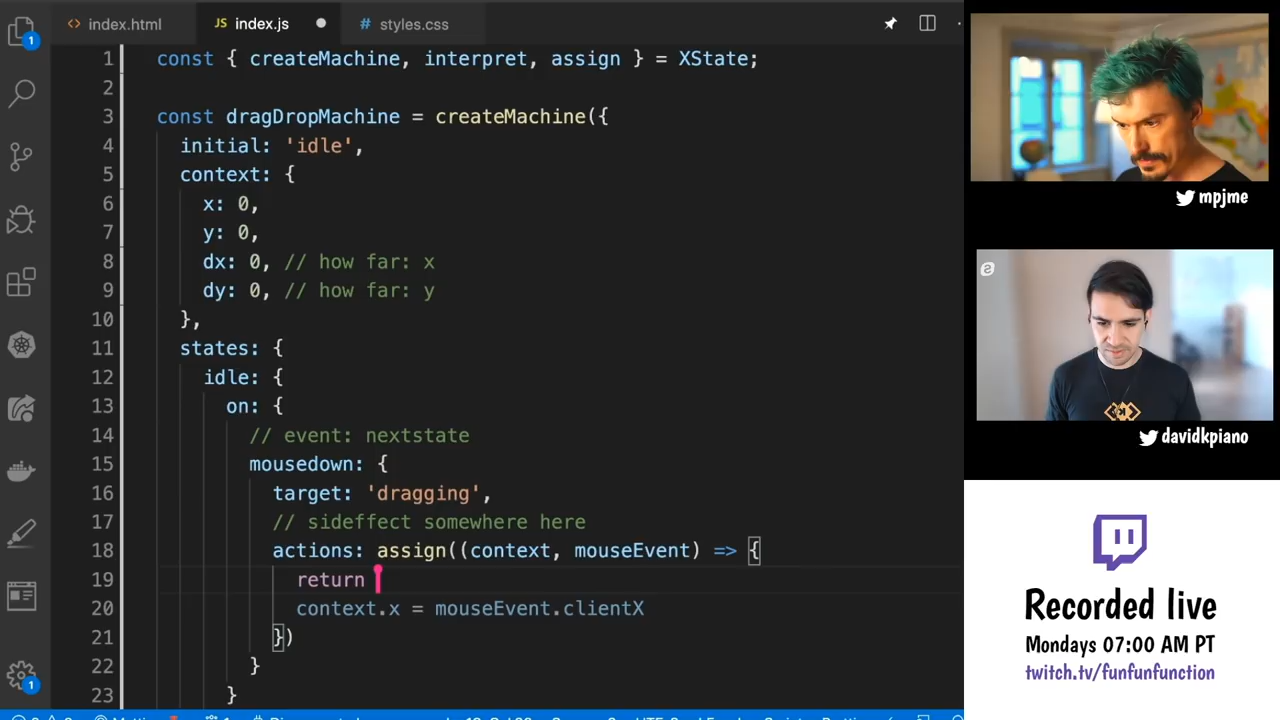 index.html
JS index.js
# styles.css
1 const { createMachine, interpret, assign } = XState;
2
3 const dragDropMachine = createMachine({
4 initial: 'idle',
5 context: {
6 x: 0,
7 y: 0,
8 dx: 0, // how far: x
9 dy: 0, // how far: y
10 },
11 states: {
12 idle: {
13 on: {
14 // event: nextstate
15 mousedown: {
16 target: 'dragging',
17 // sideffect somewhere here
18 actions: assign((context, mouseEvent) => {
19 return
20 context.x = mouseEvent.clientX
21 })
22 }
23 }
1
1
mpjme
davidkpiano
Recorded live
Mondays 07:00 AM PT
twitch.tv/funfunfunction